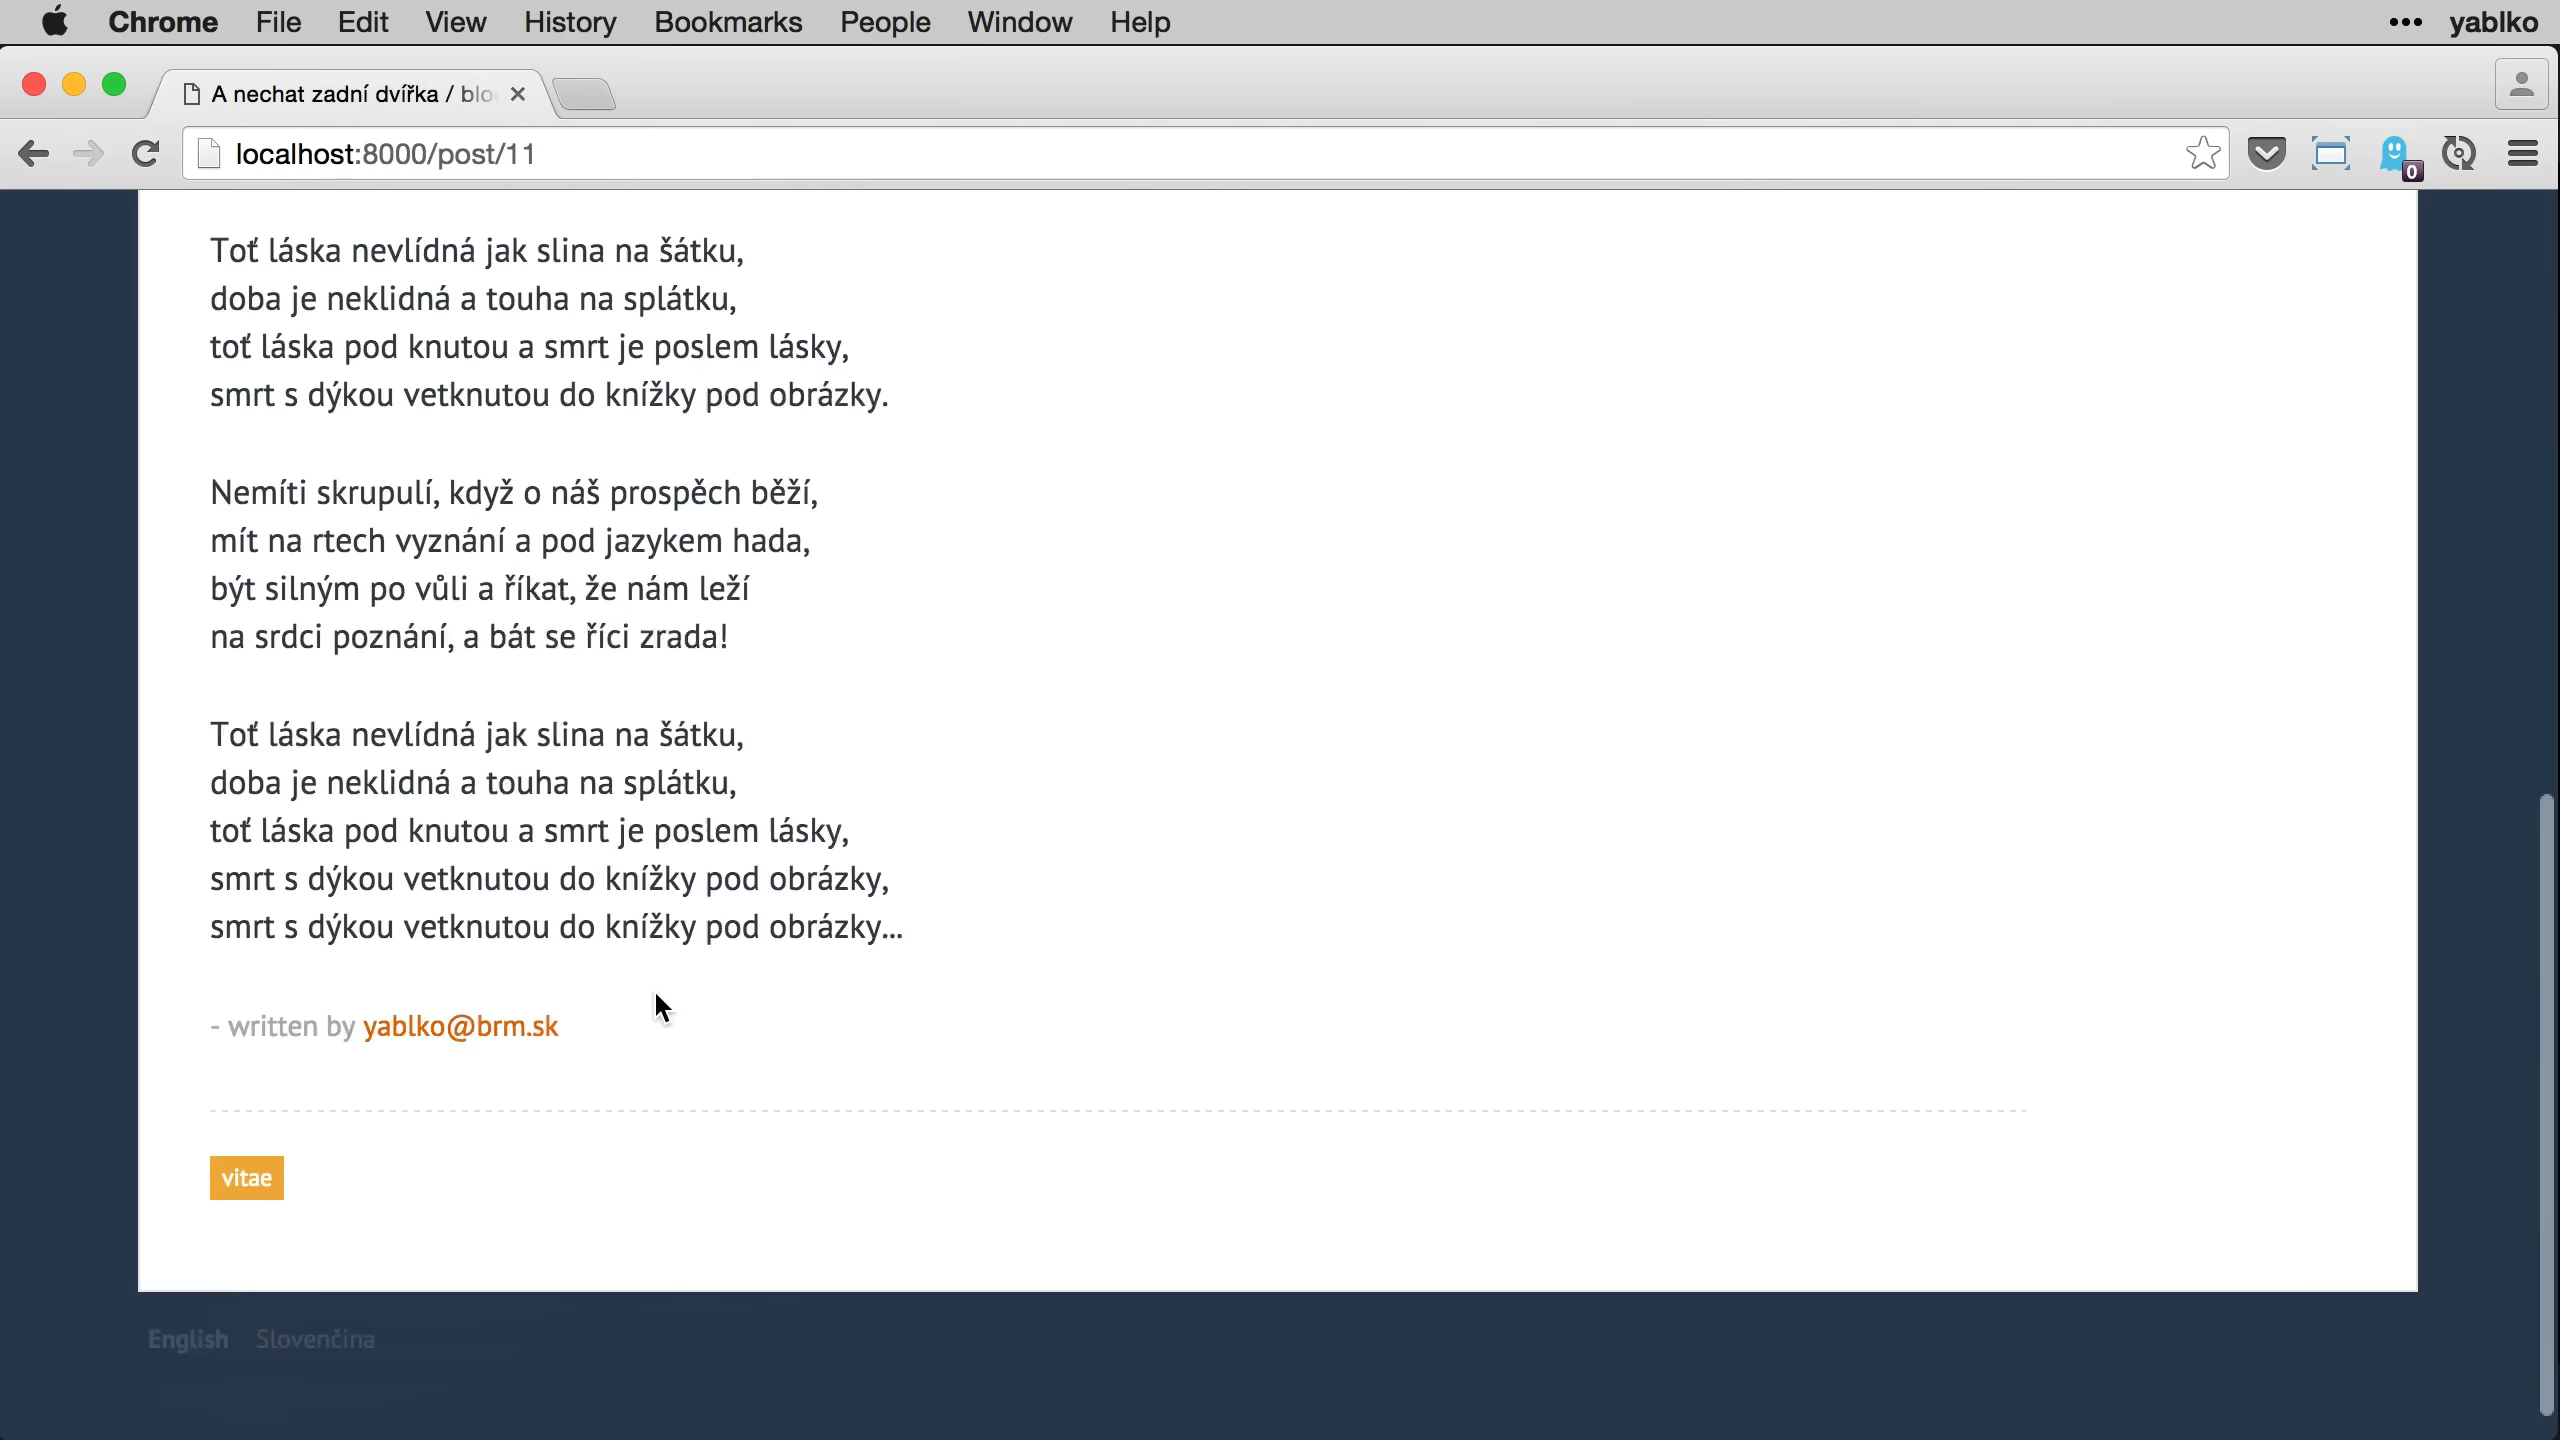 Chrome File Edit View History Bookmarks People Window Help ••• yablko
A nechat zadní dvířka / blo
localhost:8000/post/11
0
Toť láska nevlídná jak slina na šátku,
doba je neklidná a touha na splátku,
toť láska pod knutou a smrt je poslem lásky,
smrt s dýkou vetknutou do knížky pod obrázky.
Nemíti skrupulí, když o náš prospěch běží,
mít na rtech vyznání a pod jazykem hada,
být silným po vůli a říkat, že nám leží
na srdci poznání, a bát se říci zrada!
Toť láska nevlídná jak slina na šátku,
doba je neklidná a touha na splátku,
toť láska pod knutou a smrt je poslem lásky,
smrt s dýkou vetknutou do knížky pod obrázky,
smrt s dýkou vetknutou do knížky pod obrázky...
- written by yablko@brm.sk
vitae
English Slovenčina